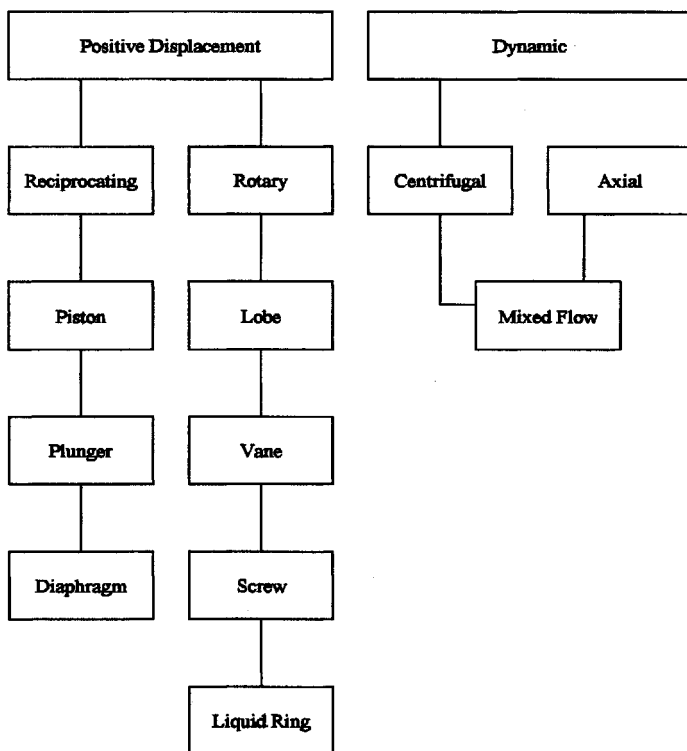 Positive Displacement
Dynamic
Reciprocating
Rotary
Centrifugal
Axial
Piston
Lobe
Mixed Flow
Plunger
Vane
Diaphragm
Screw
Liquid Ring